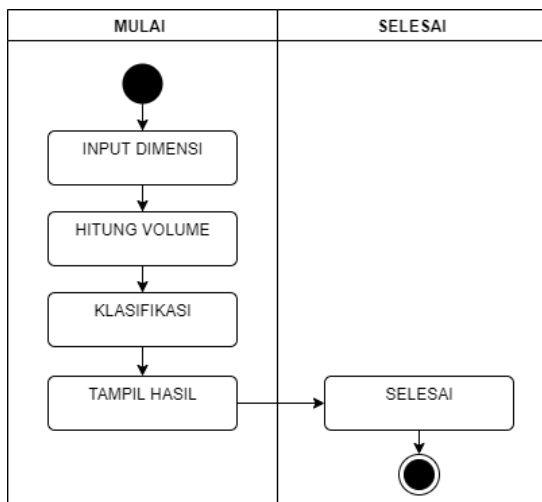 MULAI
SELESAI
INPUT DIMENSI
HITUNG VOLUME
KLASIFIKASI
TAMPIL HASIL
SELESAI